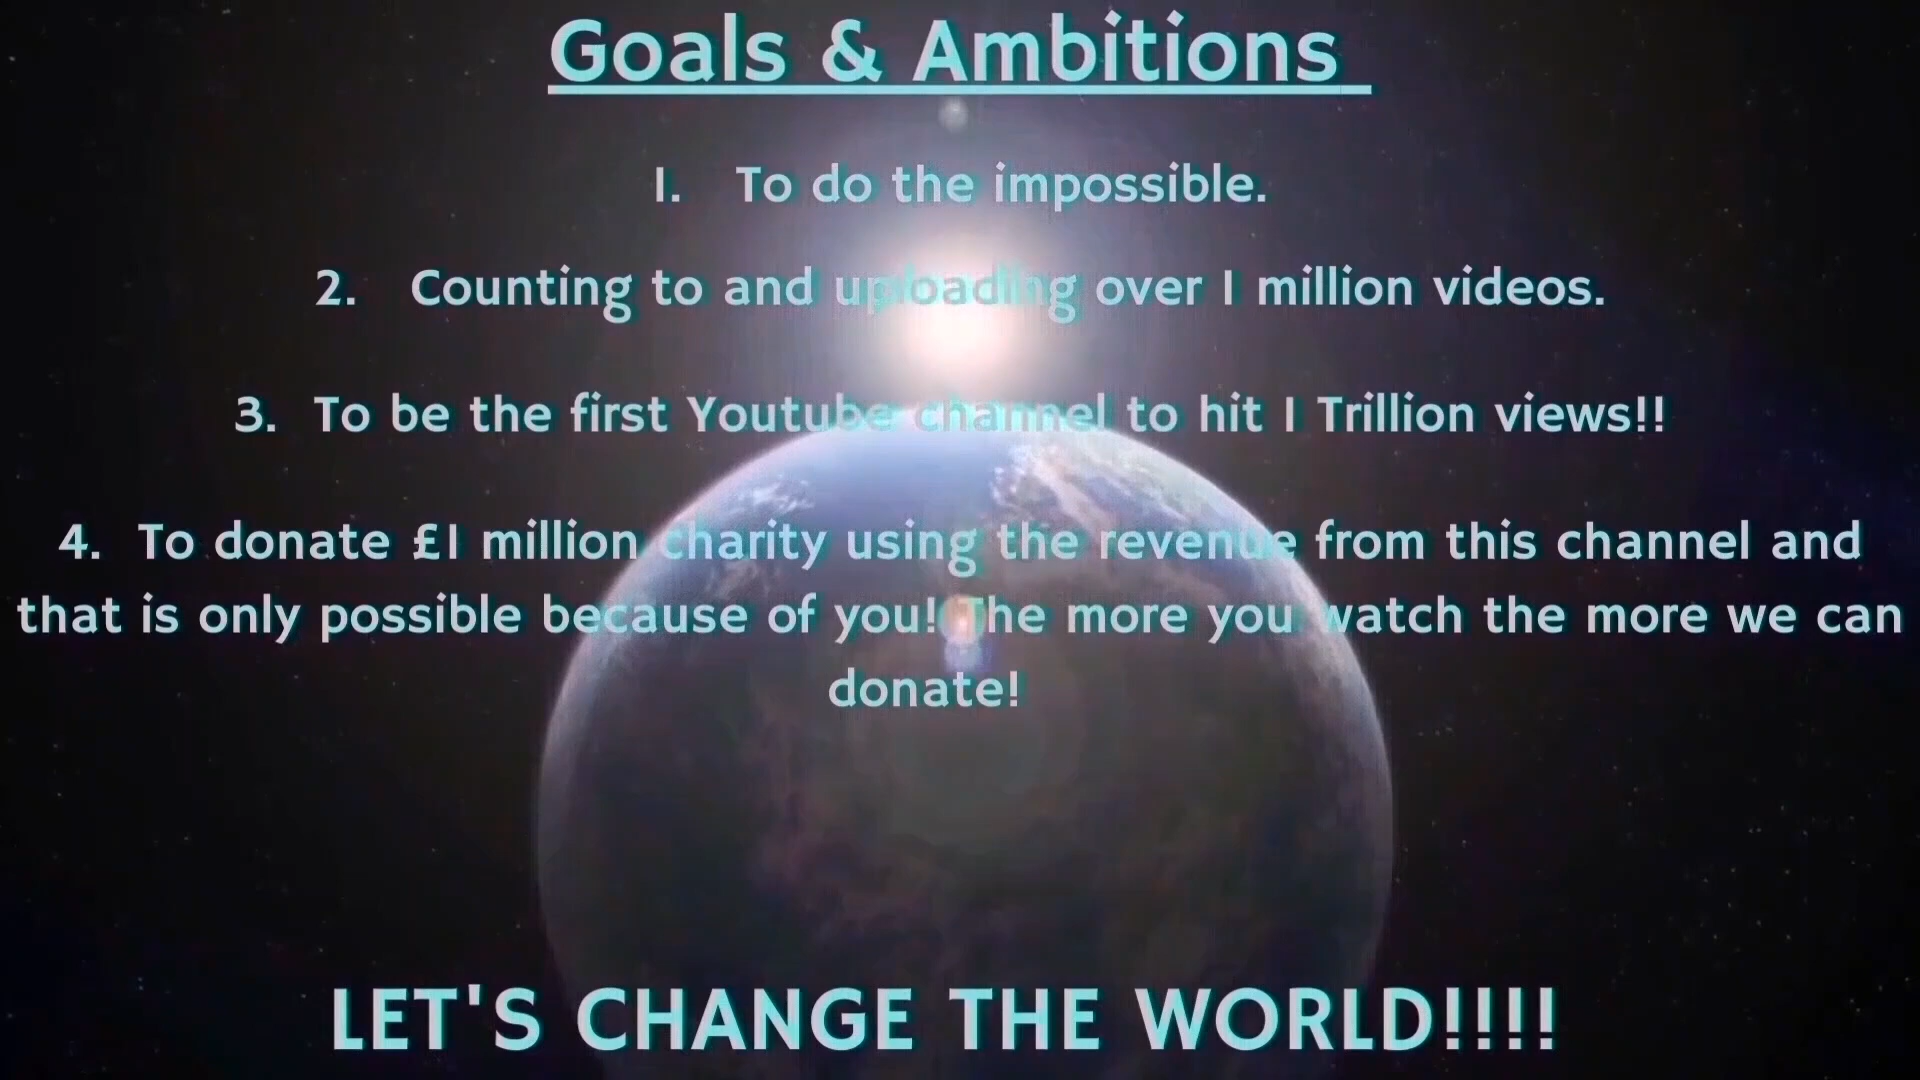 Goals & Ambitions
1. To do the impossible.
2. Counting to and uploading over 1 million videos.
3. To be the first Youtube channel to hit 1 Trillion views!!
4. To donate £1 million charity using the revenue from this channel and
that is only possible because of you! The more you watch the more we can
donate!
LET'S CHANGE THE WORLD!!!!